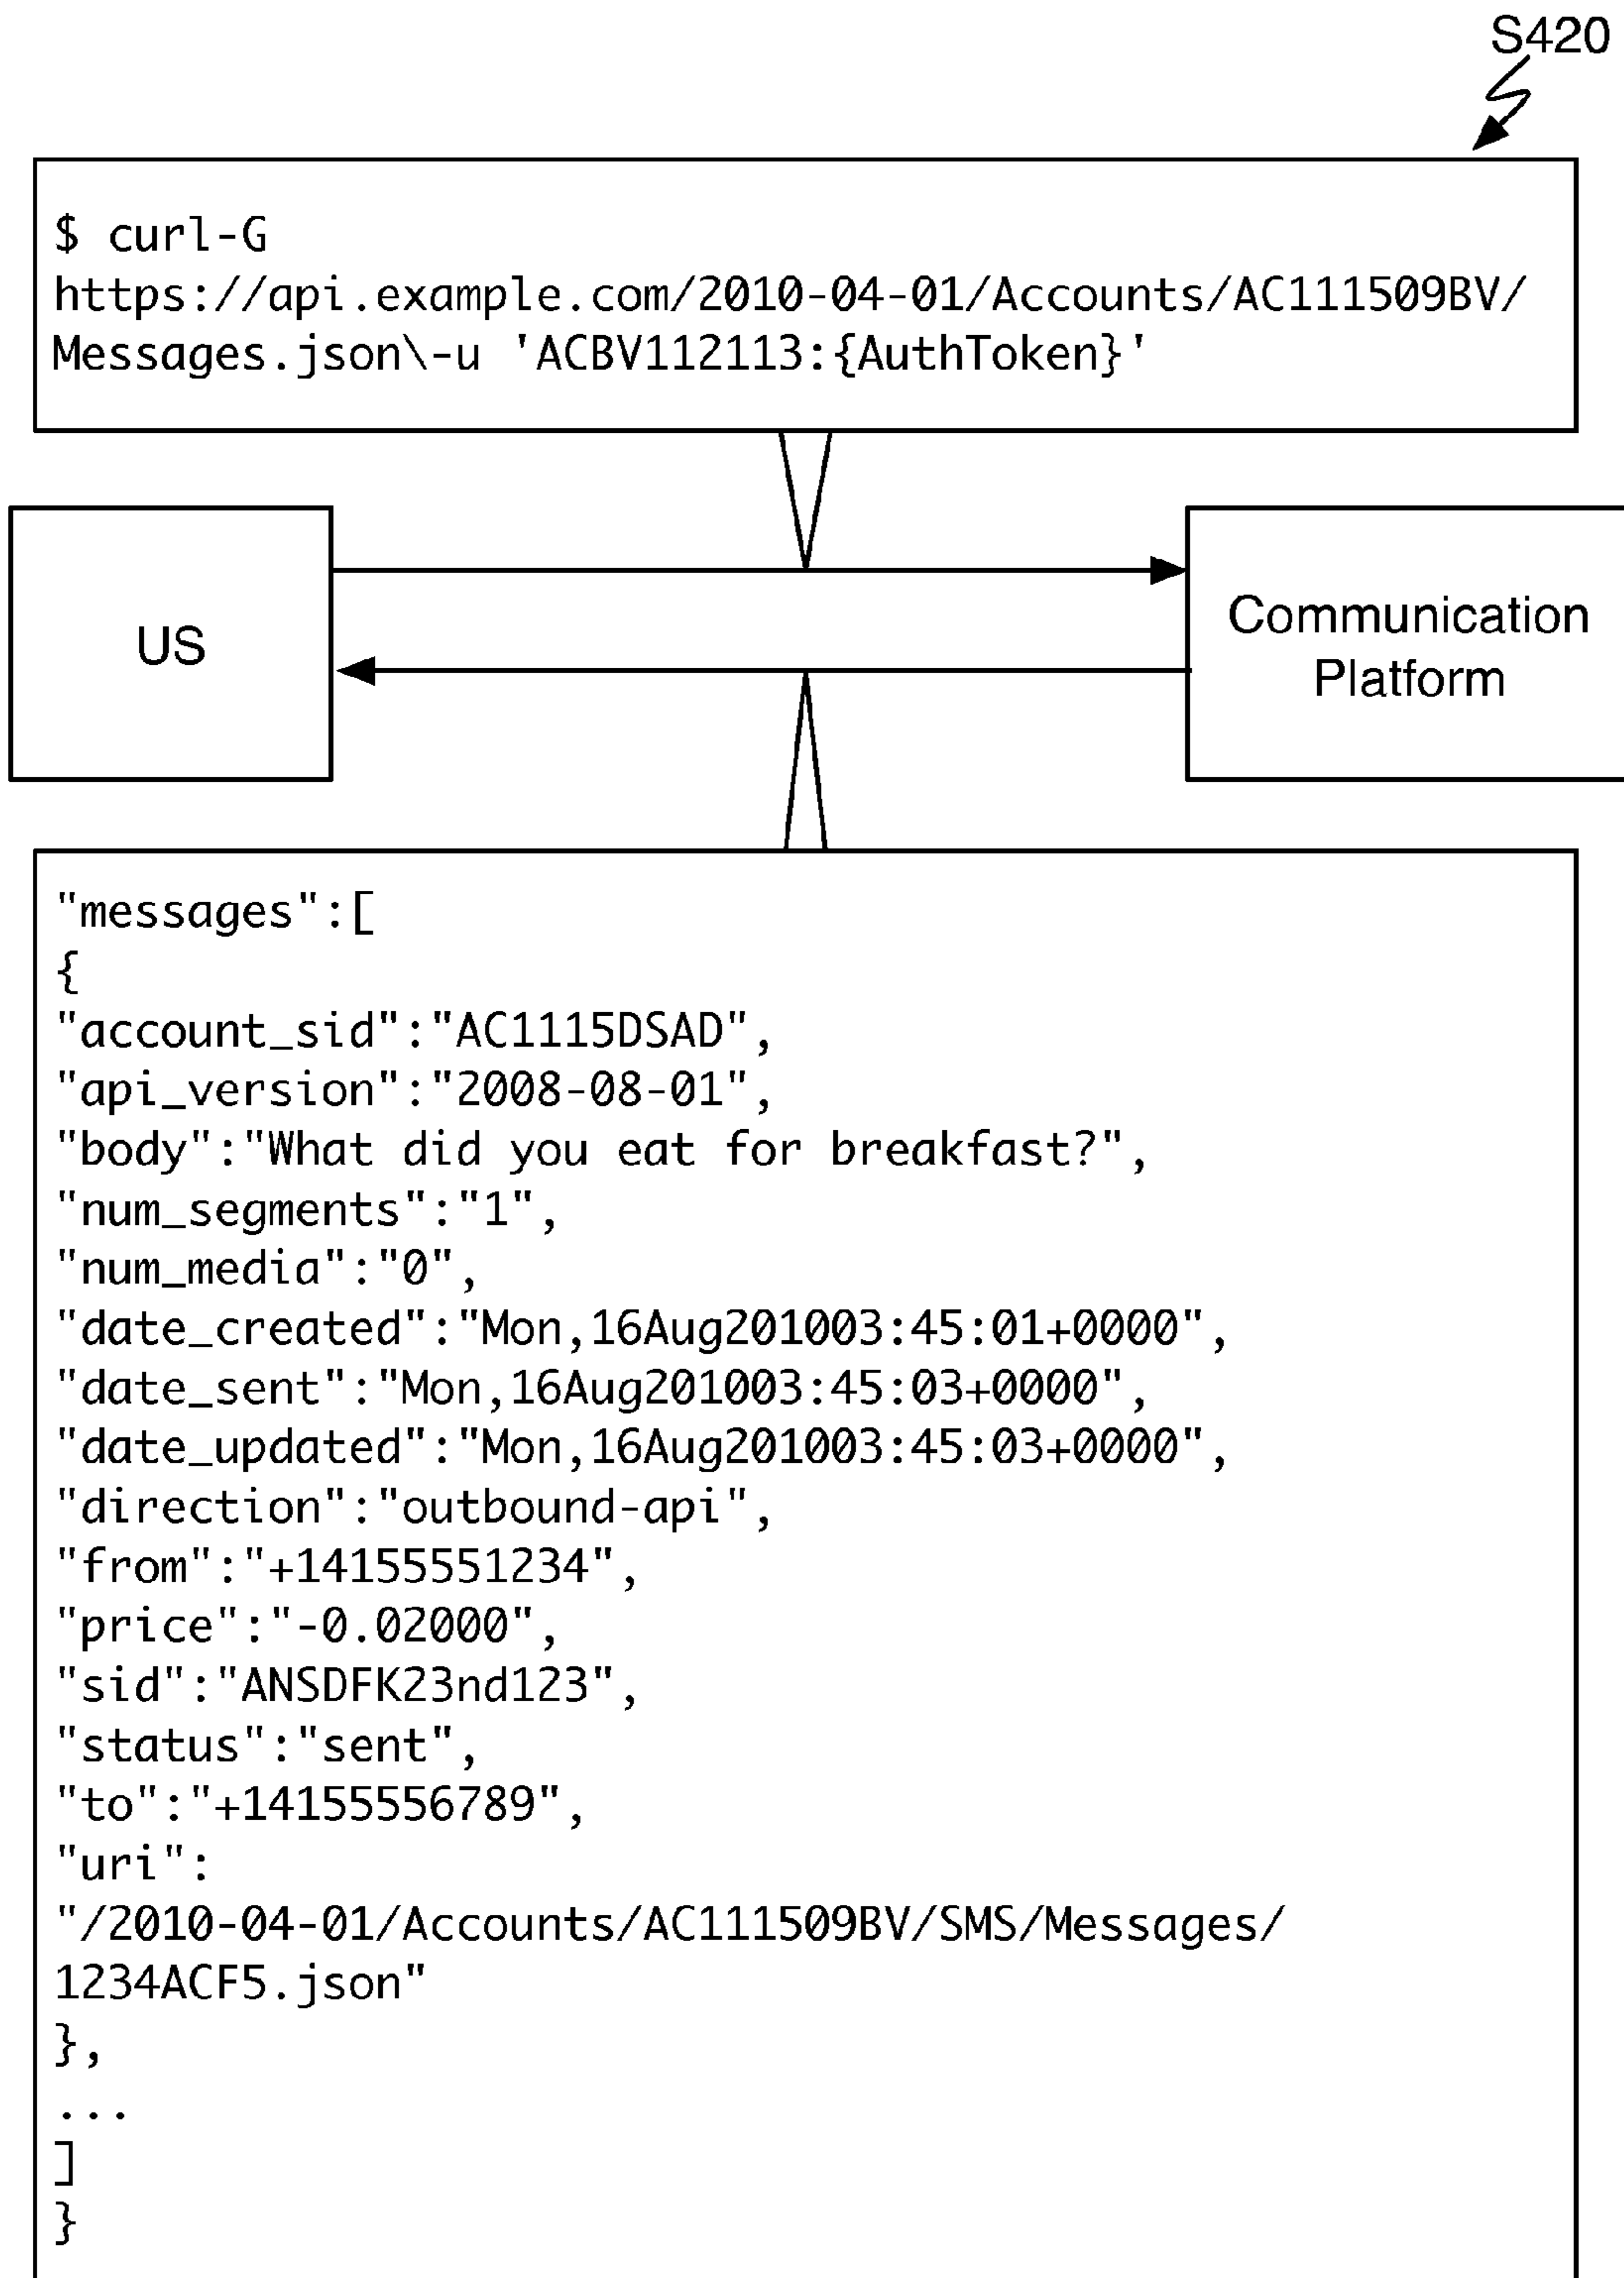 S420
$ curl-G
https://api.example.com/2010-04-01/Accounts/AC111509BV/
Messages.json\-u 'ACBV112113:{AuthToken}'
US
Communication
Platform
"messages":[
{
"account_sid":"AC1115DSAD",
"api_version":"2008-08-01",
"body":"What did you eat for breakfast?",
"num_segments":"1",
"num_media":"0",
"date_created":"Mon,16Aug201003:45:01+0000",
"date_sent":"Mon,16Aug201003:45:03+0000",
"date_updated":"Mon,16Aug201003:45:03+0000",
"direction":"outbound-api",
"from":"+14155551234",
"price":"-0.02000",
"sid":"ANSDFK23nd123",
"status":"sent",
"to":"+14155556789",
"uri":
"/2010-04-01/Accounts/AC111509BV/SMS/Messages/
1234ACF5.json"
},
...
]
}